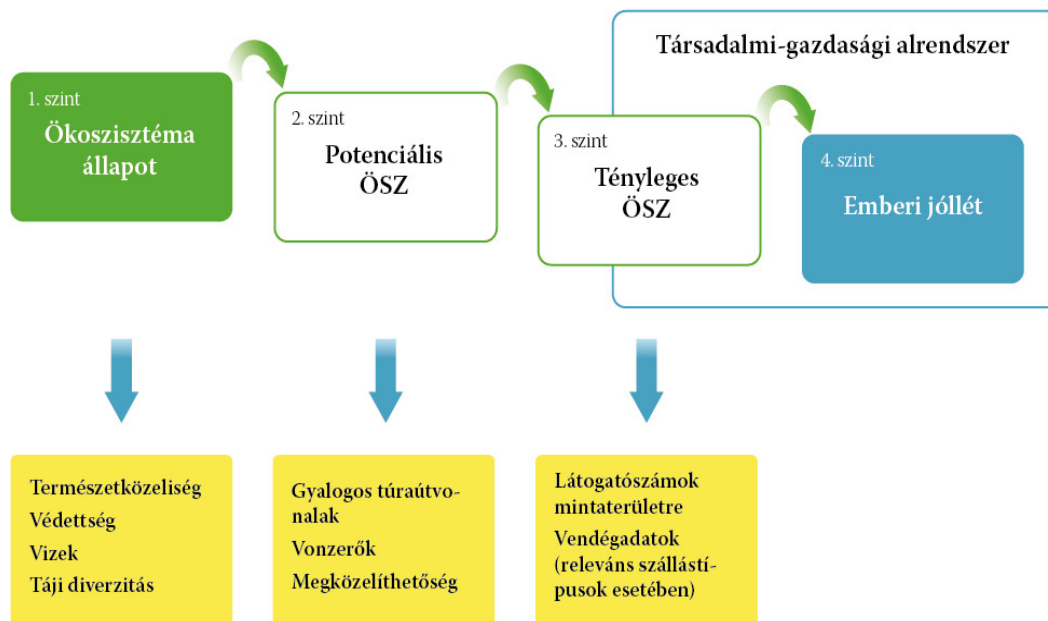 Társadalmi-gazdasági alrendszer
1. szint
Ökoszisztéma
állapot
2. szint
Potenciális
ÖSZ
3. szint
Tényleges
ÖSZ
4. szint
Emberi jóllét
Természetközeliség
Védettség
Vizek
Táji diverzitás
Gyalogos túraútvo-
nalak
Vonzerők
Megközelíthetőség
Látogatószámok
mintaterületre
Vendégadatok
(releváns szállástí-
pusok esetében)